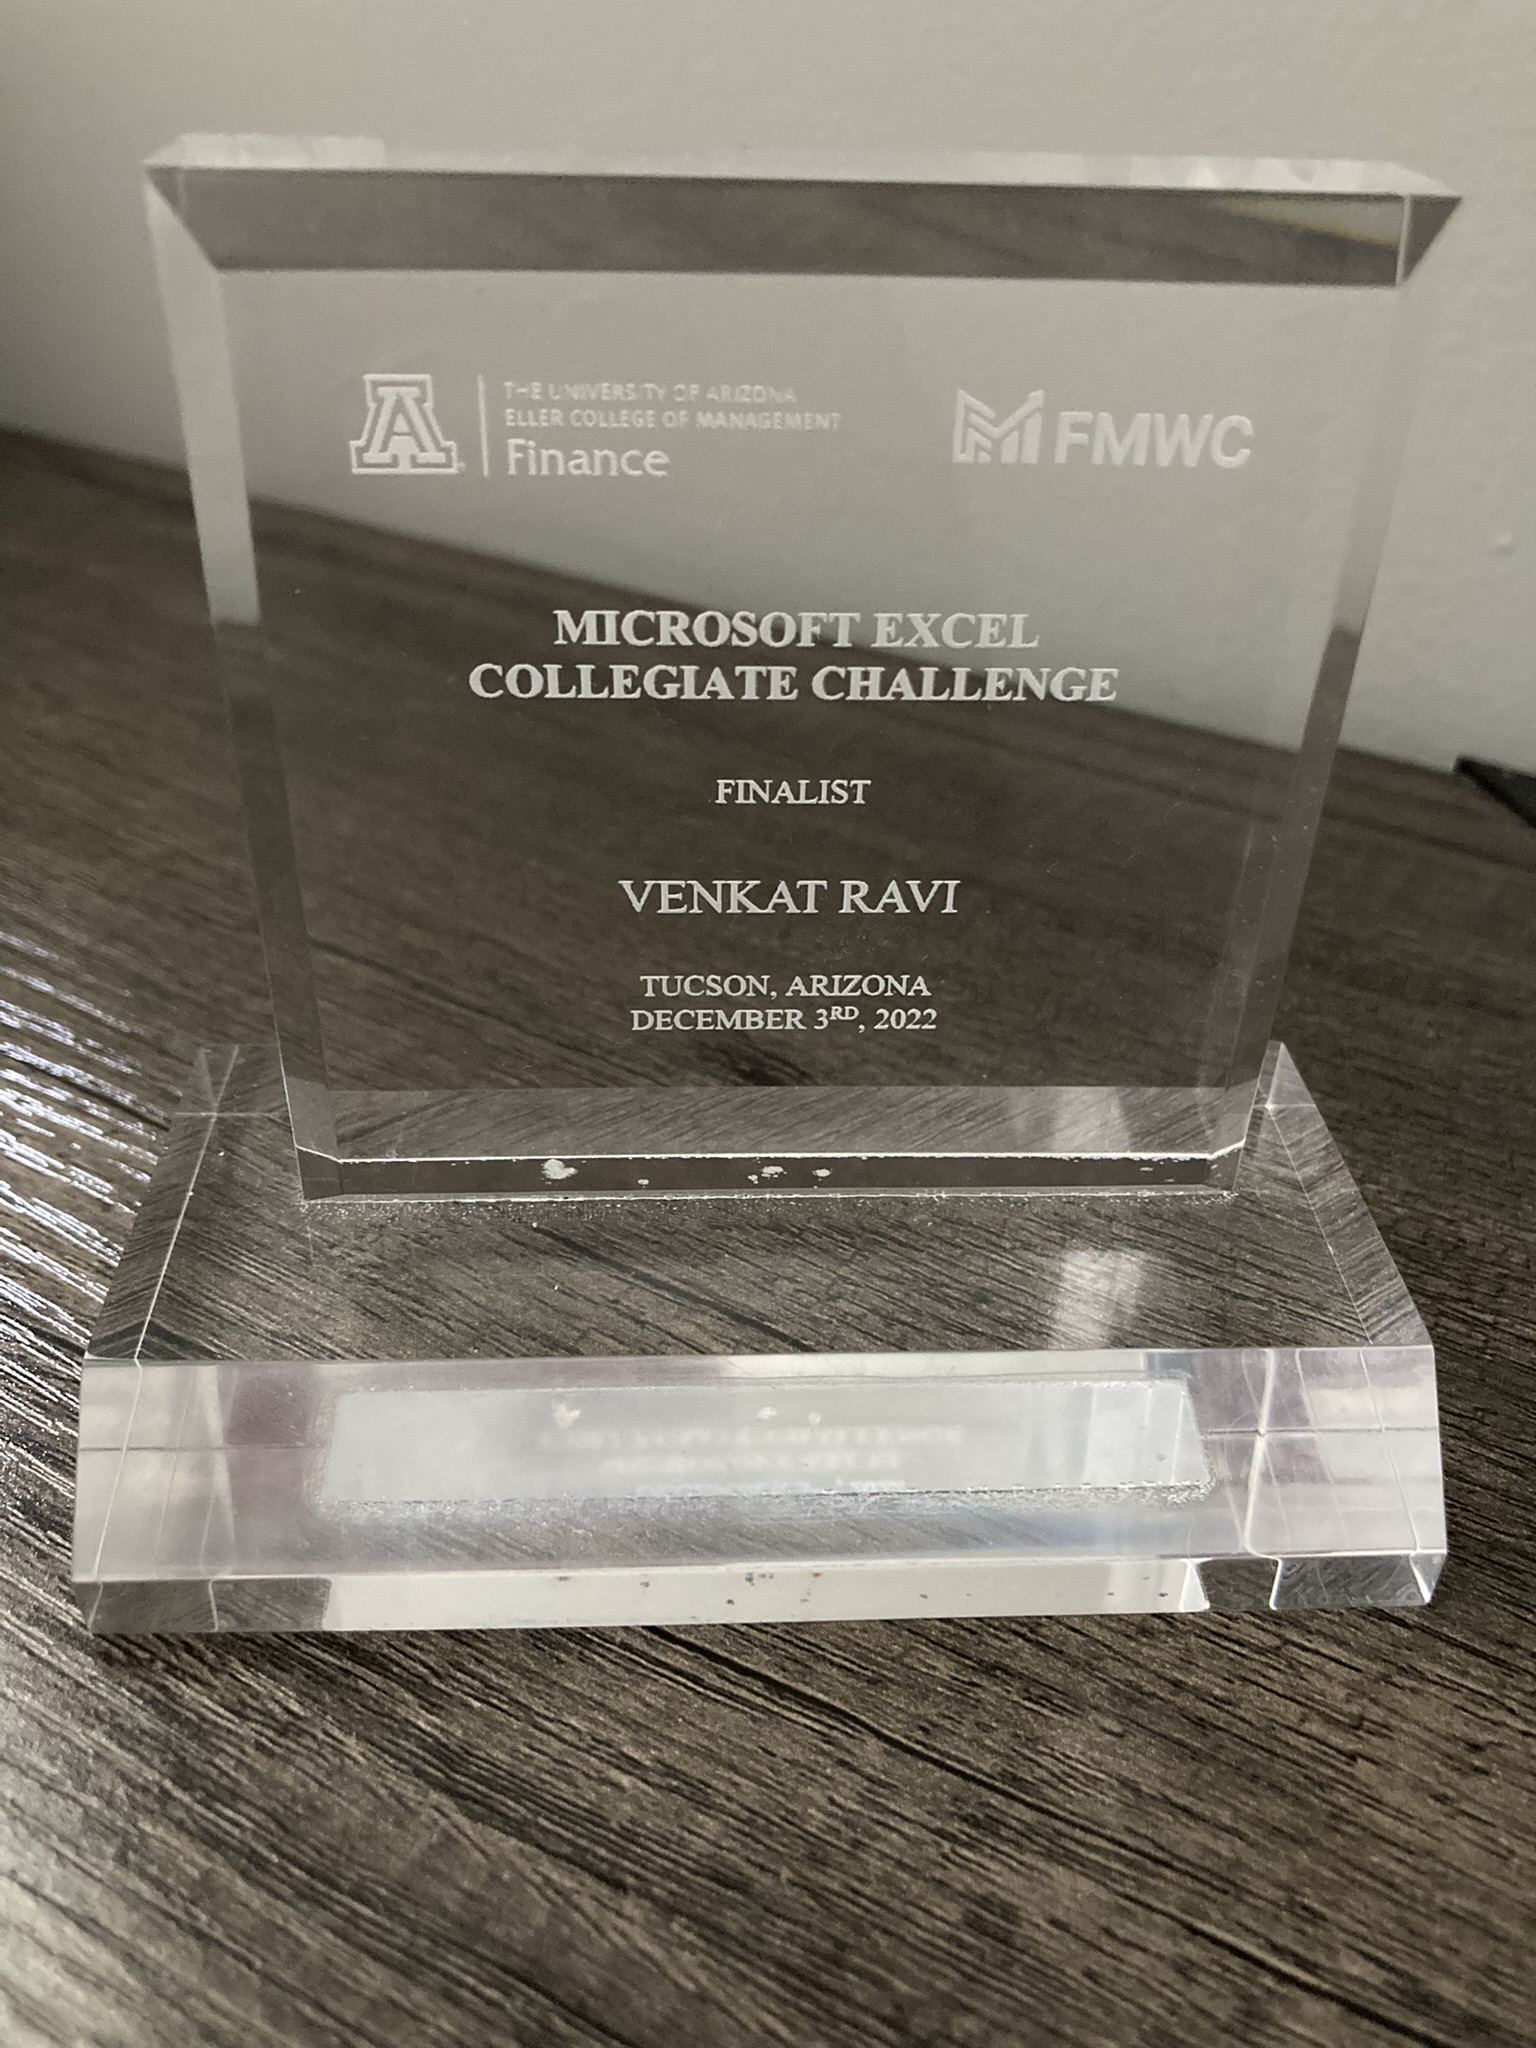 A
THE UNIVERSITY OF ARIZONA
ELLER COLLEGE OF MANAGEMENT
Finance
FMWC
MICROSOFT EXCEL
COLLEGIATE CHALLENGE
FINALIST
VENKAT RAVI
TUCSON, ARIZONA
DECEMBER 3RD, 2022